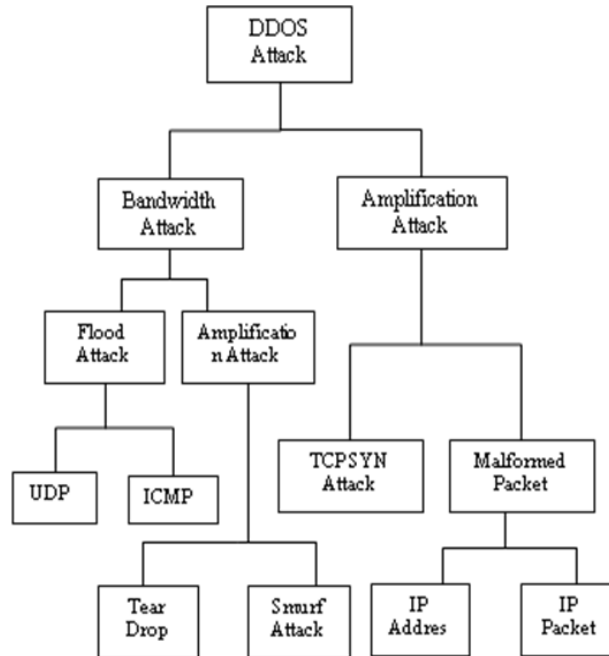 DDOS
Attack
Bandwidth
Attack
Amplification
Attack
Flood
Attack
Amplificatio
n Attack
UDP
ICMP
TCPSYN
Attack
Malformed
Packet
Tear
Drop
Smurf
Attack
IP
Addres
IP
Packet